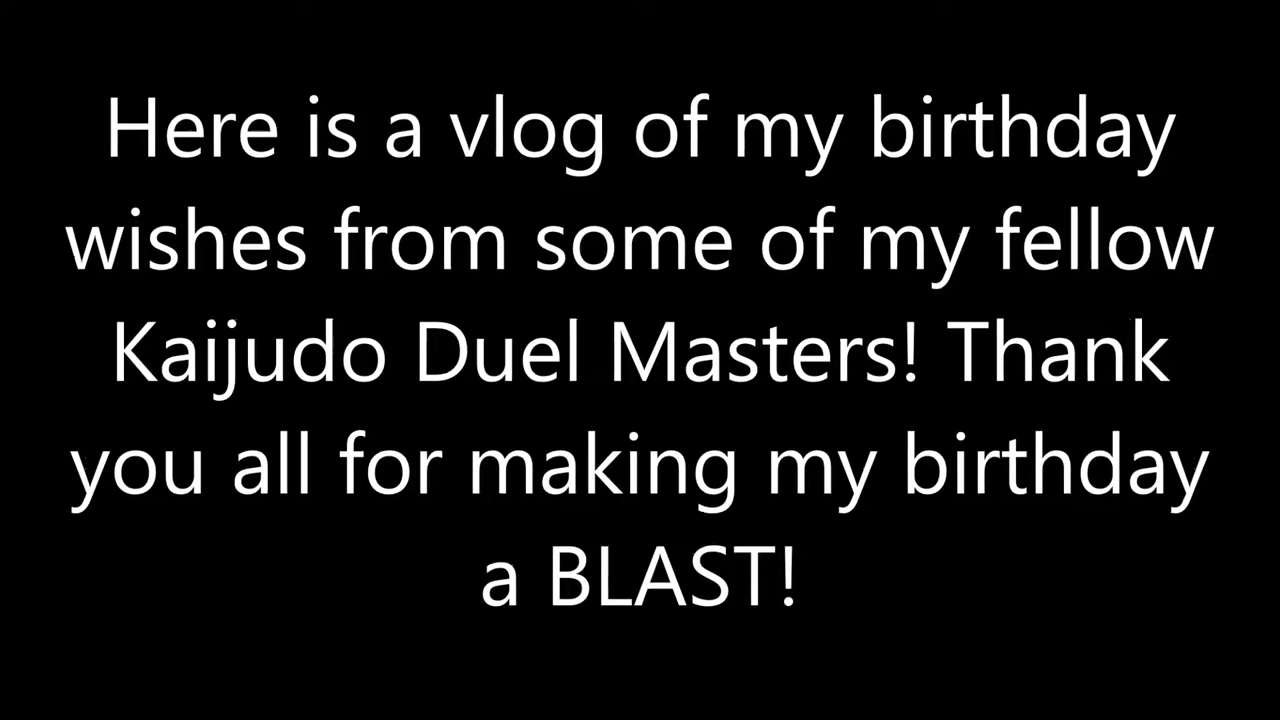 Here is a vlog of my birthday
wishes from some of my fellow
Kaijudo Duel Masters! Thank
you all for making my birthday
a BLAST!